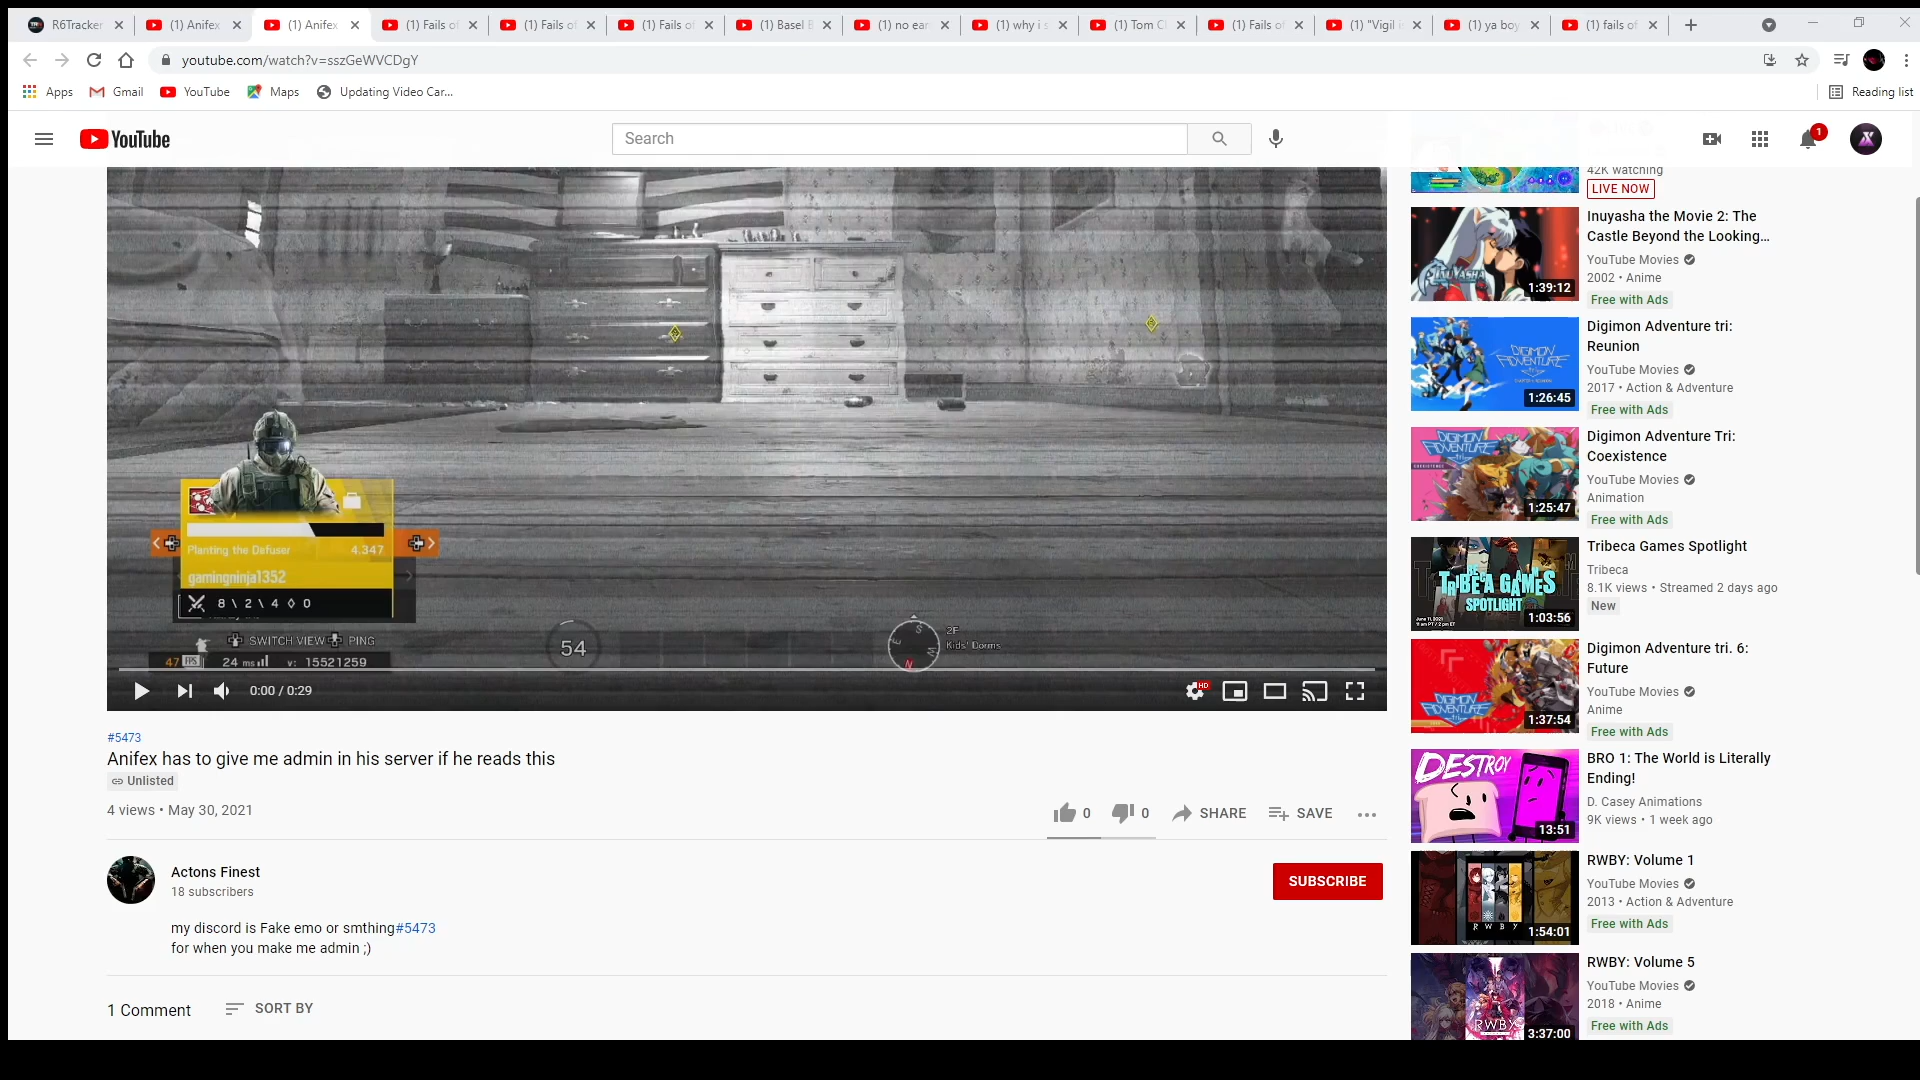 R6Tracker
(1) Anifex
(1) Anifex
(1) Fails of
(1) Fails of
(1) Fails of
(1) Basel B
(1) no ear
(1) why i s
(1) Tom Cl
(1) Fails of
(1) "Vigil i
(1) ya boy
(1) fails of
youtube.com/watch?v=sszGeWVCDgY
Apps
Gmail
YouTube
Maps
Updating Video Car...
Reading list
YouTube
Search
1
42K watching
LIVE NOW
Inuyasha the Movie 2: The
Castle Beyond the Looking...
YouTube Movies
2002 • Anime
Free with Ads
1:39:12
Digimon Adventure tri:
Reunion
YouTube Movies
2017 • Action & Adventure
Free with Ads
1:26:45
Digimon Adventure Tri:
Coexistence
YouTube Movies
Animation
Free with Ads
1:25:47
Tribeca Games Spotlight
Tribeca
8.1K views • Streamed 2 days ago
New
TRIBECA GAMES
SPOTLIGHT
1:03:56
Digimon Adventure tri. 6:
Future
YouTube Movies
Anime
Free with Ads
1:37:54
BRO 1: The World is Literally
Ending!
D. Casey Animations
9K views • 1 week ago
DESTROY
13:51
RWBY: Volume 1
YouTube Movies
2013 • Action & Adventure
Free with Ads
RWBY
1:54:01
RWBY: Volume 5
YouTube Movies
2018 • Anime
Free with Ads
RWBY
3:37:00
Planting the Defuser 4.347
gamingninja1352
8 \ 2 \ 4 ◊ 0
SWITCH VIEW PING
47 FPS 24 ms v: 15521259
54
S
E
W
N
2F
Kids' Dorms
0:00 / 0:29
HD
#5473
Anifex has to give me admin in his server if he reads this
Unlisted
4 views • May 30, 2021
0
0
SHARE
SAVE
Actons Finest
18 subscribers
SUBSCRIBE
my discord is Fake emo or smthing#5473
for when you make me admin ;)
1 Comment
SORT BY